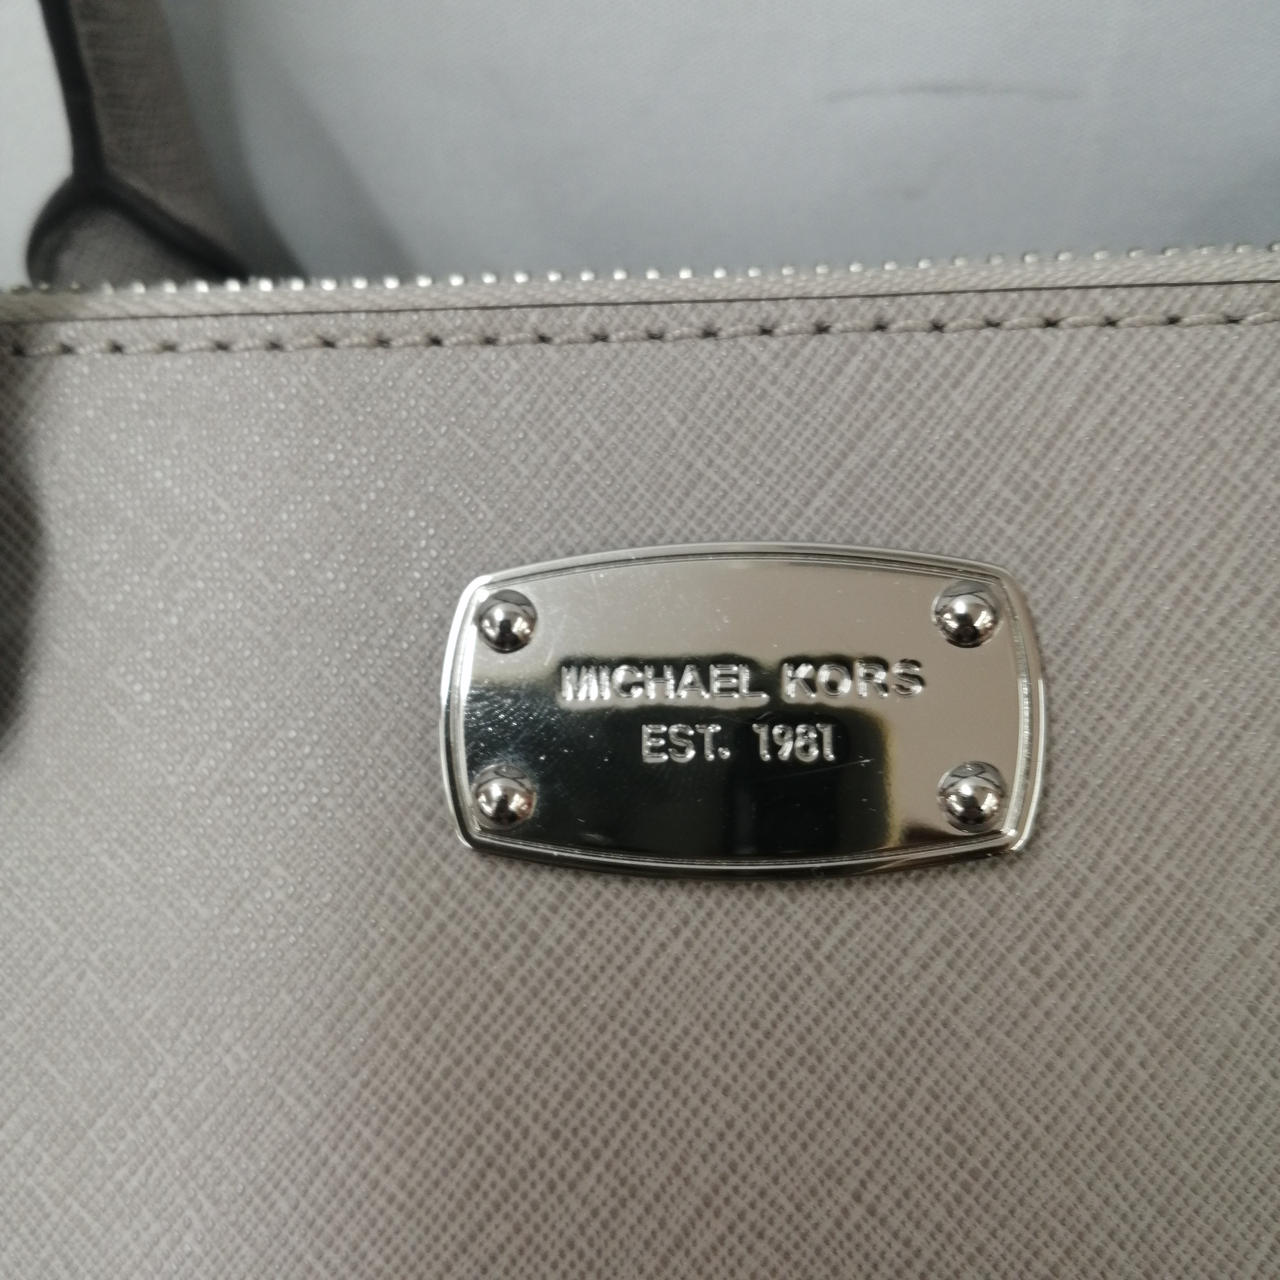 MICHAEL KORS
EST. 1981